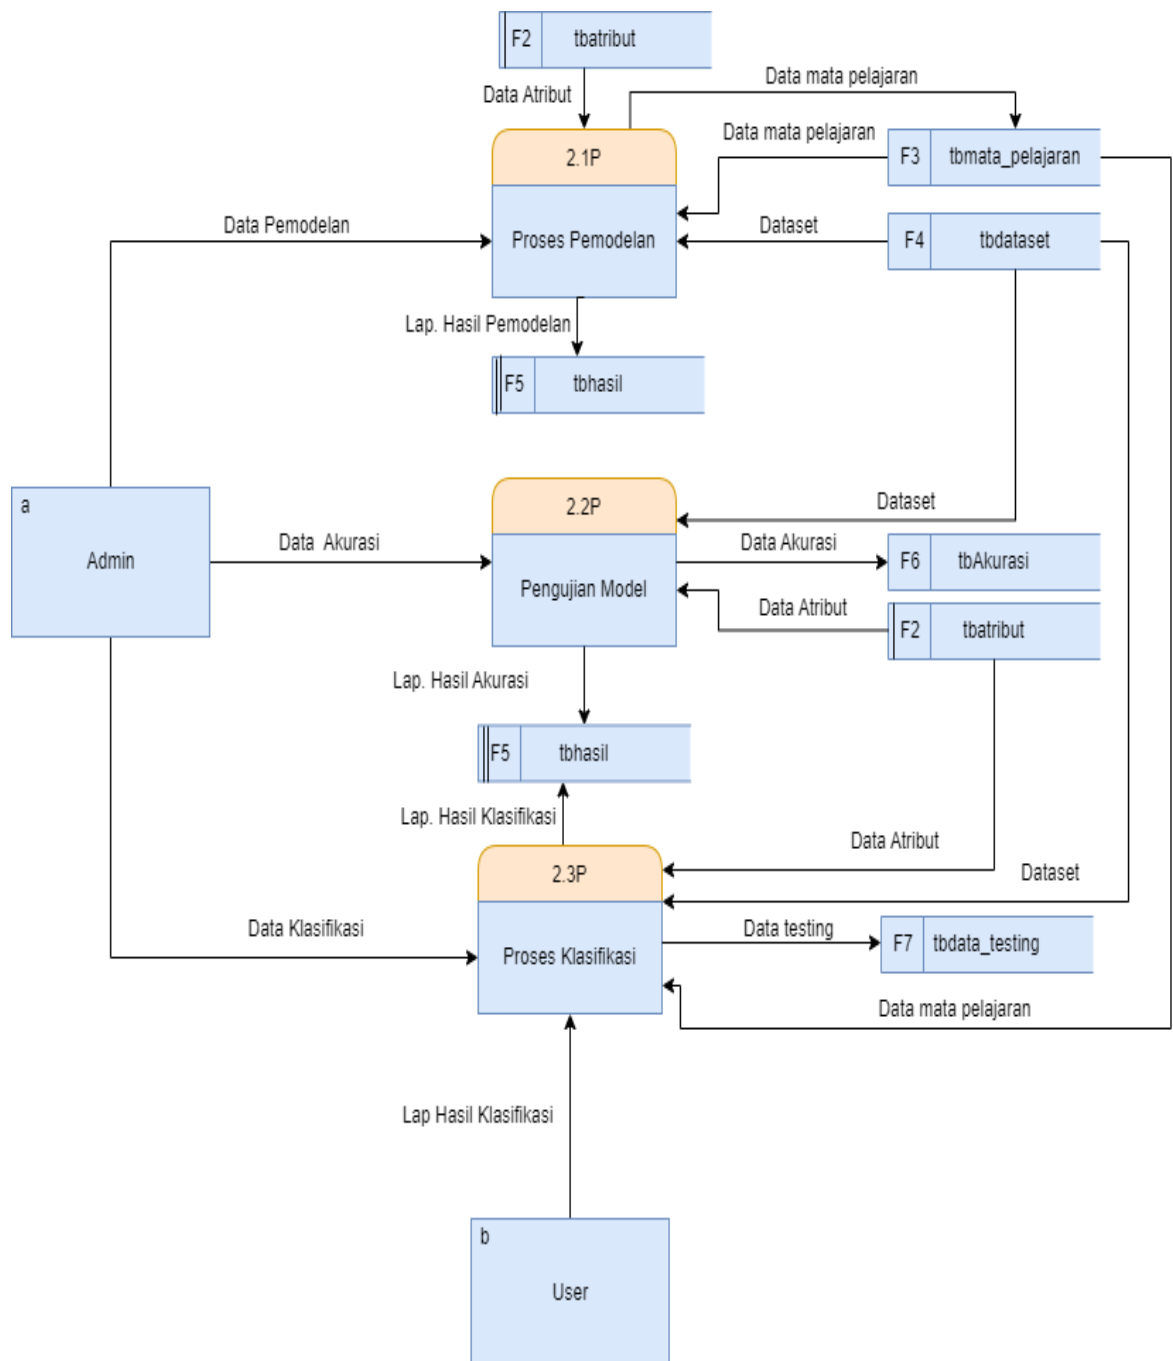 F2 tbatribut
Data Atribut
Data mata pelajaran
Data mata pelajaran
2.1P
F3 tbmata_pelajaran
Data Pemodelan
Proses Pemodelan
Dataset
F4 tbdataset
Lap. Hasil Pemodelan
F5 tbhasil
a
Admin
2.2P
Dataset
Data Akurasi
Pengujian Model
Data Akurasi
F6 tbAkurasi
Data Atribut
F2 tbatribut
Lap. Hasil Akurasi
F5 tbhasil
Lap. Hasil Klasifikasi
Data Atribut
2.3P
Dataset
Data Klasifikasi
Proses Klasifikasi
Data testing
F7 tbdata_testing
Data mata pelajaran
Lap Hasil Klasifikasi
b
User